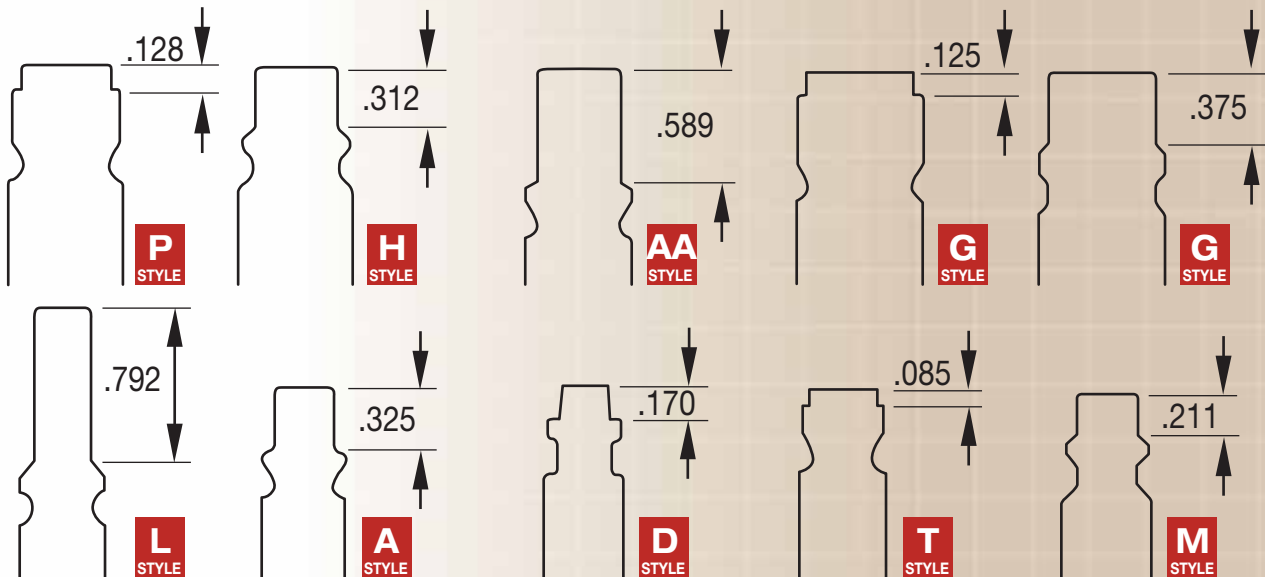 .128
P
STYLE
.312
H
STYLE
.589
AA
STYLE
.125
G
STYLE
.375
G
STYLE
.792
L
STYLE
.325
A
STYLE
.170
D
STYLE
.085
T
STYLE
.211
M
STYLE